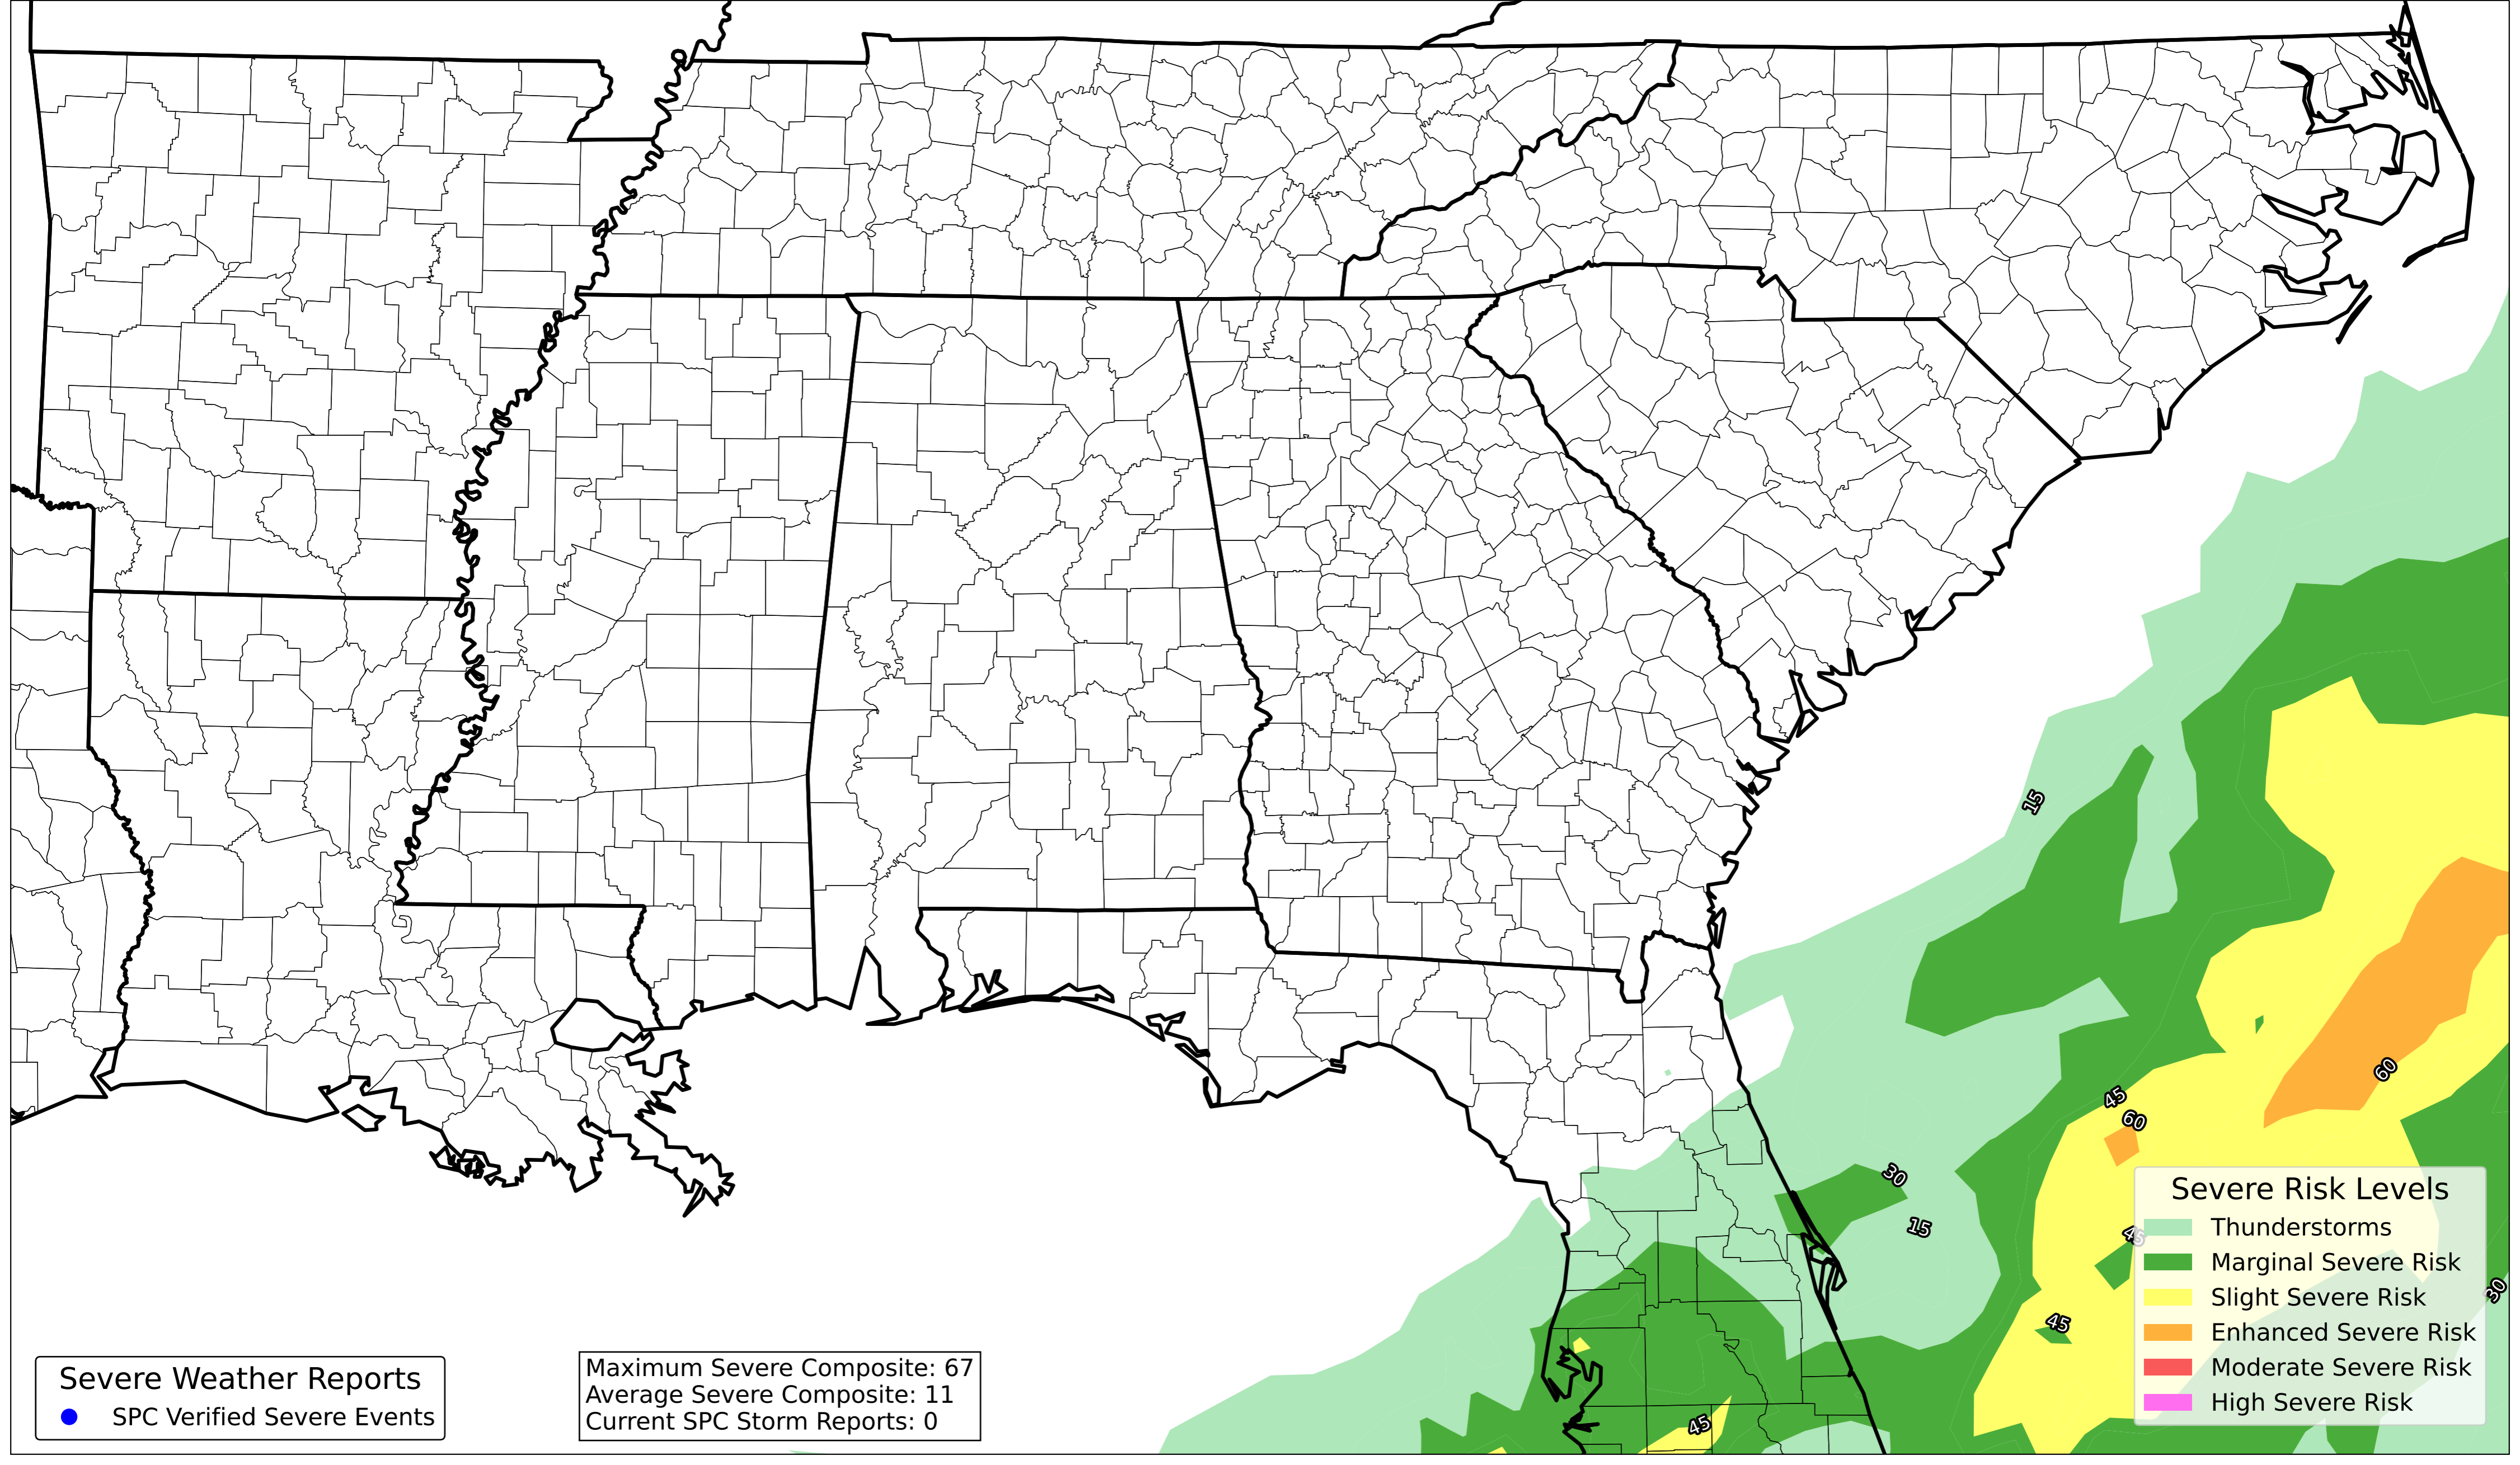 15
60
45
60
30
15
45
30
45
45
Severe Risk Levels
Thunderstorms
Marginal Severe Risk
Slight Severe Risk
Enhanced Severe Risk
Moderate Severe Risk
High Severe Risk
Severe Weather Reports
SPC Verified Severe Events
Maximum Severe Composite: 67
Average Severe Composite: 11
Current SPC Storm Reports: 0